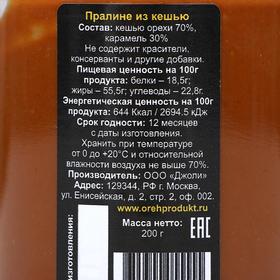 Пралине из кешью
Состав: кешью орехи 70%,
карамель 30%
Не содержит красители,
консерванты и другие добавки.
Пищевая ценность на 100г
продукта: белки - 18,5г;
жиры – 55,5г; углеводы – 22,8г.
Энергетическая ценность на 100г
продукта: 644 Ккал / 2694.5 кДж
Срок годности: 12 месяцев
с даты изготовления.
Хранить при температуре
от 0 до +20°С и относительной
влажности воздуха не выше 70%.
Производитель: ООО «Джоли»
Адрес: 129344, РФ г. Москва,
ул. Енисейская, д. 2, стр. 2, оф. 3.
www.orehprodukt.ru
Масса нетто:
200 г
EAC
изготовления: